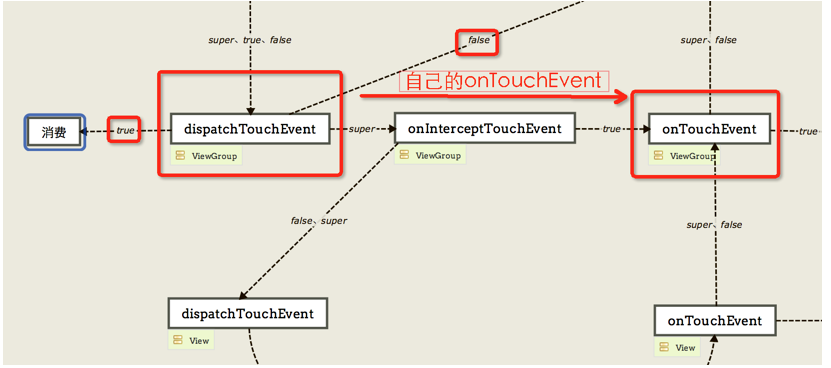 super、true、false
false
super、false
自己的onTouchEvent
消费
true
dispatchTouchEvent
super
onInterceptTouchEvent
true
onTouchEvent
true
ViewGroup
ViewGroup
ViewGroup
false、super
super、false
dispatchTouchEvent
onTouchEvent
View
View